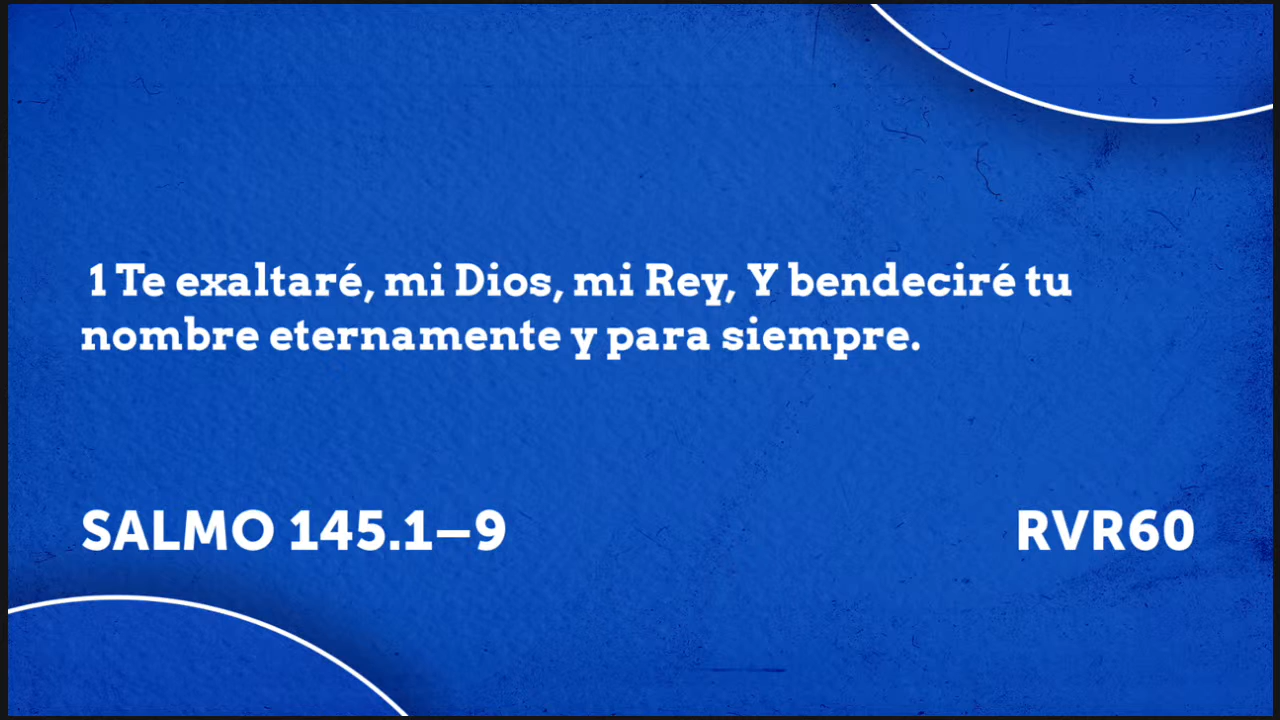 1 Te exaltaré, mi Dios, mi Rey, Y bendeciré tu
nombre eternamente y para siempre.
SALMO 145.1–9
RVR60